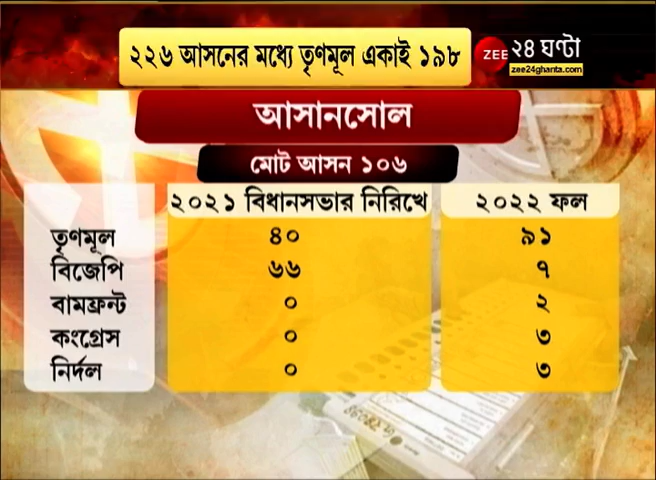 ২২৬ আসনের মধ্যে তৃণমূল একাই ১৯৮
ZEE ২৪ ঘণ্টা
zee24ghanta.com
আসানসোল
মোট আসন ১০৬
২০২১ বিধানসভার নিরিখে ২০২২ ফল
তৃণমূল ৪০ ৯১
বিজেপি ৬৬ ৭
বামফ্রন্ট ০ ২
কংগ্রেস ০ ৩
নির্দল ০ ৩